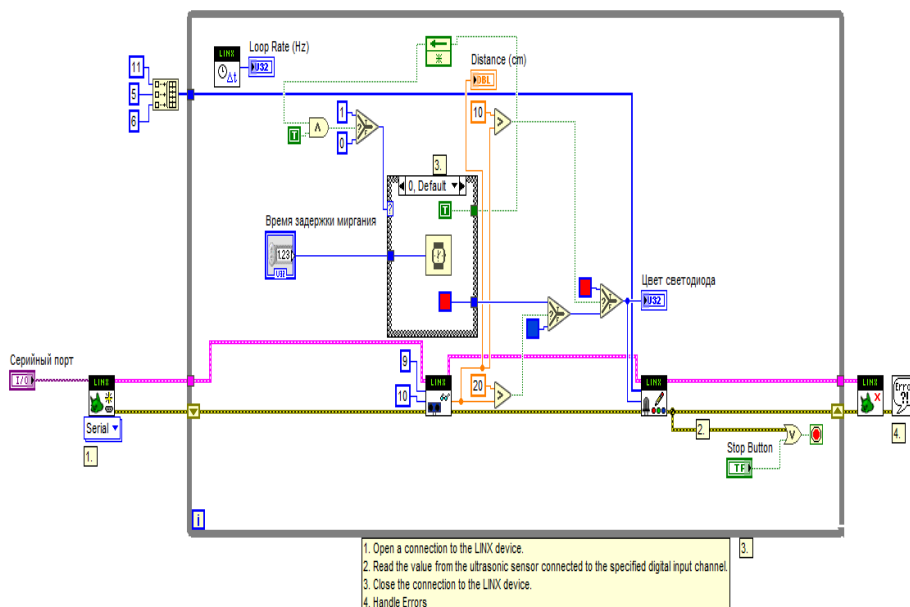 LINX
Loop Rate (Hz)
U32
Distance (cm)
DBL
11
5
6
1
0
T
10
3.
0, Default
T
Время задержки миргания
1.23
U32
Цвет светодиода
U32
Серийный порт
I/O
LINX
Serial
1.
9
10
LINX
20
LINX
LINX
Erro
?!
4.
2.
Stop Button
TF
i
3.
1. Open a connection to the LINX device.
2. Read the value from the ultrasonic sensor connected to the specified digital input channel.
3. Close the connection to the LINX device.
4. Handle Errors